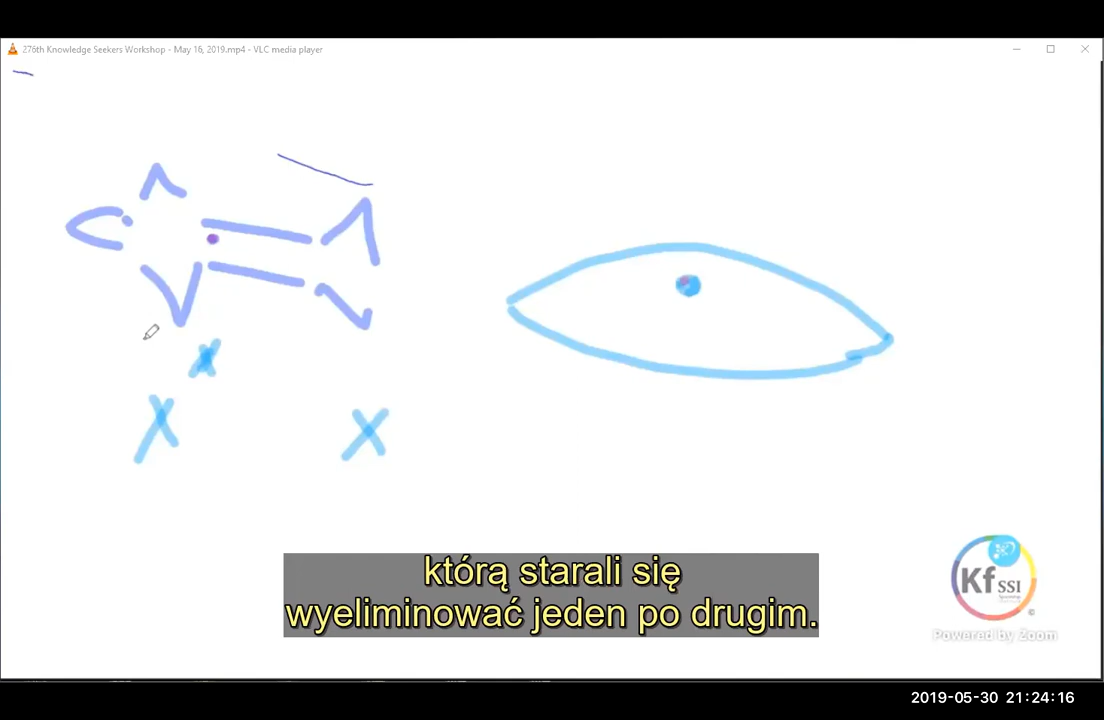 276th Knowledge Seekers Workshop - May 16, 2019.mp4 - VLC media player
X
X
X
którą starali się
wyeliminować jeden po drugim.
Kf SSI
©
Powered by Zoom
2019-05-30 21:24:16